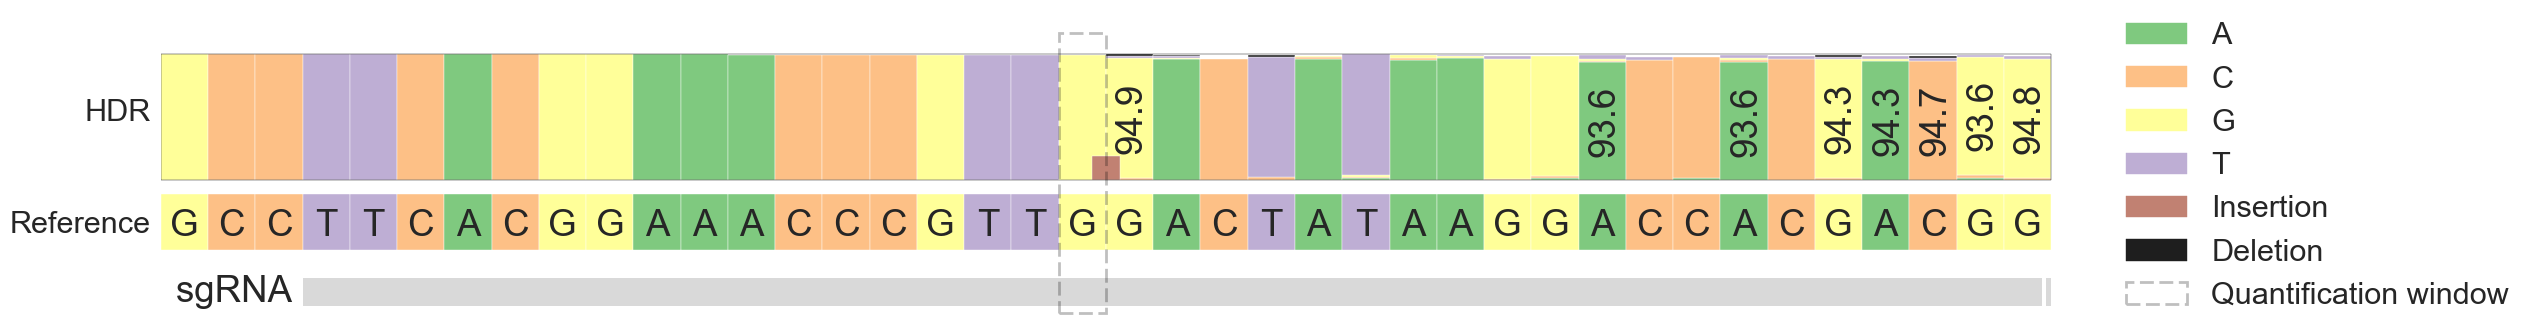 HDR 94.9 93.6 93.6 94.3 94.3 94.7 93.6 94.8
Reference G C C T T C A C G G A A A C C C G T T G G A C T A T A A G G A C C A C G A C G G
sgRNA
A
C
G
T
Insertion
Deletion
Quantification window